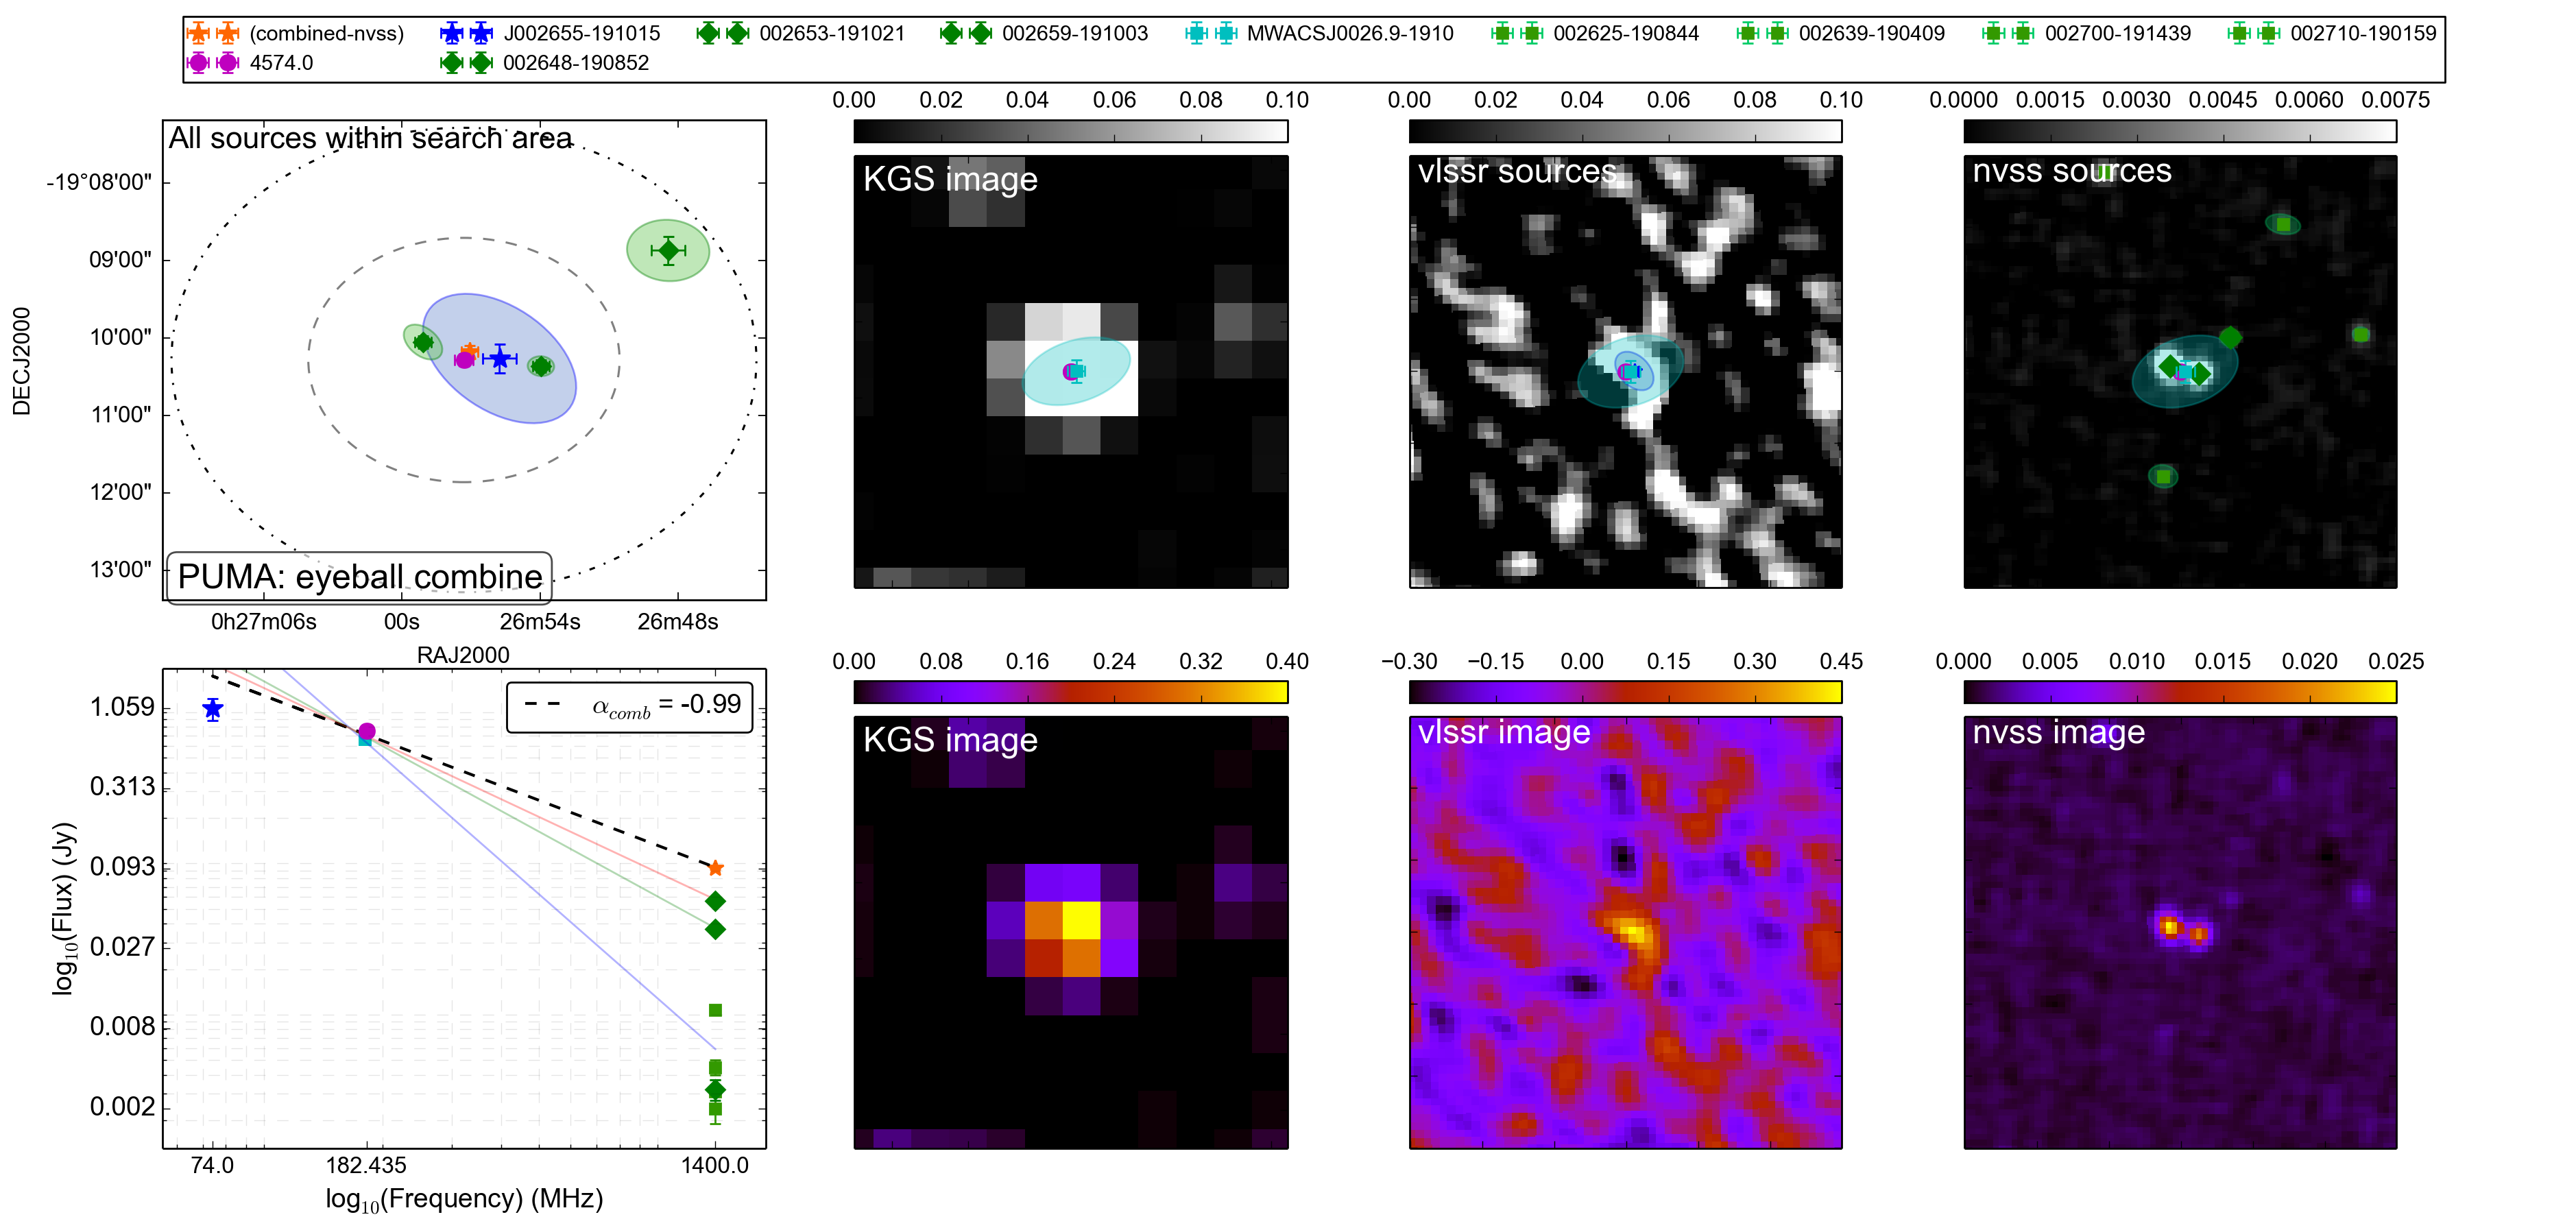 (combined-nvss) J002655-191015 002653-191021 002659-191003 MWACSJ0026.9-1910 002625-190844 002639-190409 002700-191439 002710-190159
4574.0 002648-190852
All sources within search area
-19°08'00"
09'00"
10'00"
11'00"
12'00"
13'00"
DECJ2000
PUMA: eyeball combine
0h27m06s 00s 26m54s 26m48s
RAJ2000
0.00 0.02 0.04 0.06 0.08 0.10
KGS image
0.00 0.02 0.04 0.06 0.08 0.10
vlssr sources
0.0000 0.0015 0.0030 0.0045 0.0060 0.0075
nvss sources
α_comb = -0.99
1.059
0.313
0.093
0.027
0.008
0.002
log₁₀(Flux) (Jy)
74.0 182.435 1400.0
log₁₀(Frequency) (MHz)
0.00 0.08 0.16 0.24 0.32 0.40
KGS image
−0.30 −0.15 0.00 0.15 0.30 0.45
vlssr image
0.000 0.005 0.010 0.015 0.020 0.025
nvss image